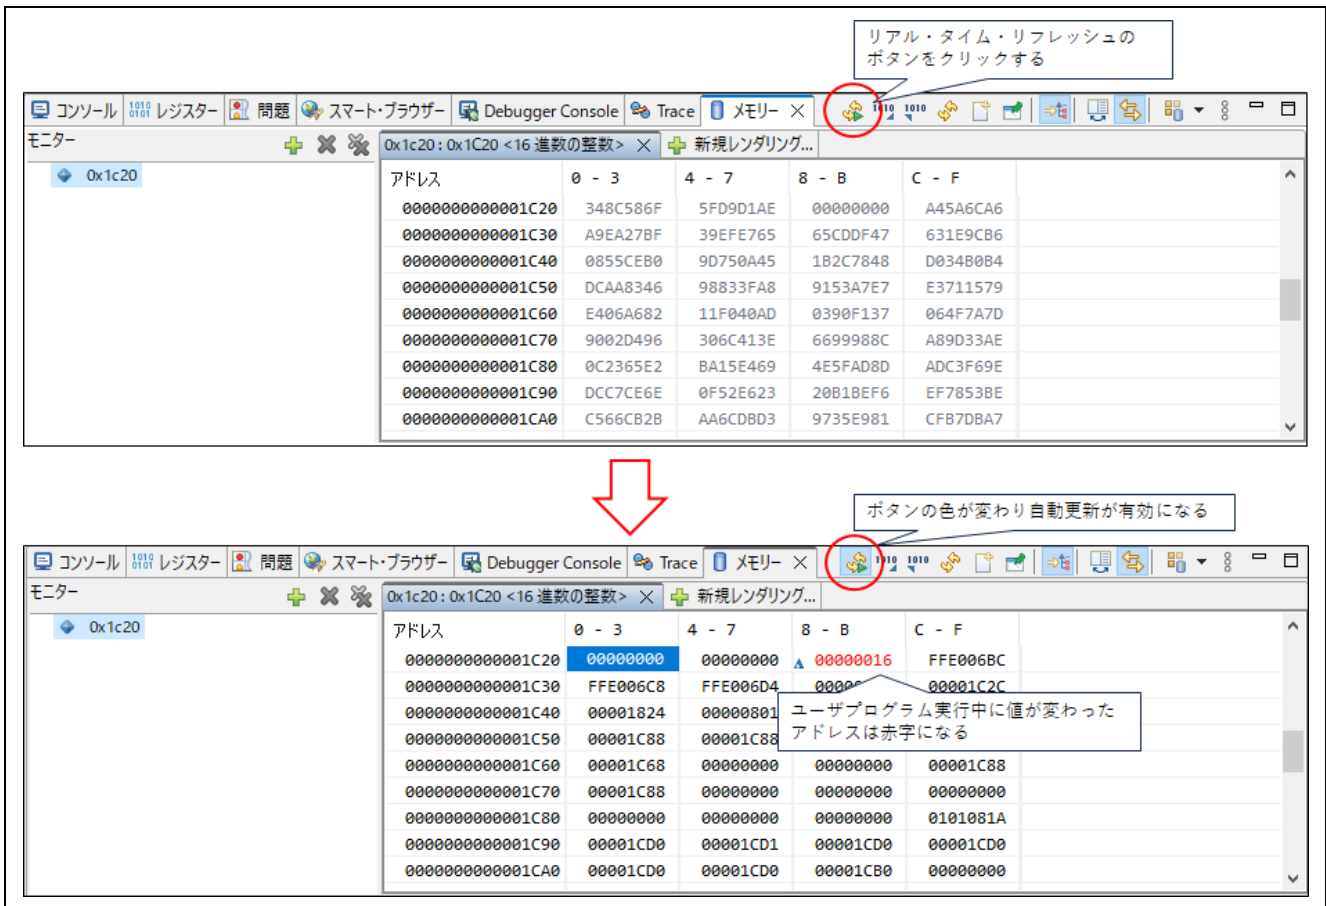 リアル・タイム・リフレッシュの
ボタンをクリックする
コンソール 1010 0101 レジスター 問題 スマート・ブラウザー Debugger Console Trace メモリー 1010 1010
モニター 0x1c20 : 0x1C20 <16 進数の整数> 新規レンダリング...
0x1c20 アドレス 0 - 3 4 - 7 8 - B C - F
0000000000001C20 348C586F 5FD9D1AE 00000000 A45A6CA6
0000000000001C30 A9EA27BF 39EFE765 65CDDF47 631E9CB6
0000000000001C40 0855CEB0 9D750A45 1B2C7848 D034B0B4
0000000000001C50 DCAA8346 98833FA8 9153A7E7 E3711579
0000000000001C60 E406A682 11F040AD 0390F137 064F7A7D
0000000000001C70 9002D496 306C413E 6699988C A89D33AE
0000000000001C80 0C2365E2 BA15E469 4E5FAD8D ADC3F69E
0000000000001C90 DCC7CE6E 0F52E623 20B1BEF6 EF7853BE
0000000000001CA0 C566CB2B AA6CDBD3 9735E981 CFB7DBA7
ボタンの色が変わり自動更新が有効になる
コンソール 1010 0101 レジスター 問題 スマート・ブラウザー Debugger Console Trace メモリー 1010 1010
モニター 0x1c20 : 0x1C20 <16 進数の整数> 新規レンダリング...
0x1c20 アドレス 0 - 3 4 - 7 8 - B C - F
0000000000001C20 00000000 00000000 00000016 FFE006BC
0000000000001C30 FFE006C8 FFE006D4 00001C2C
0000000000001C40 00001824 00000801
ユーザプログラム実行中に値が変わった
アドレスは赤字になる
0000000000001C50 00001C88 00001C88
0000000000001C60 00001C68 00000000 00000000 00001C88
0000000000001C70 00001C88 00000000 00000000 00000000
0000000000001C80 00000000 00000000 00000000 0101081A
0000000000001C90 00001CD0 00001CD1 00001CD0 00001CD0
0000000000001CA0 00001CD0 00001CD0 00001CB0 00000000